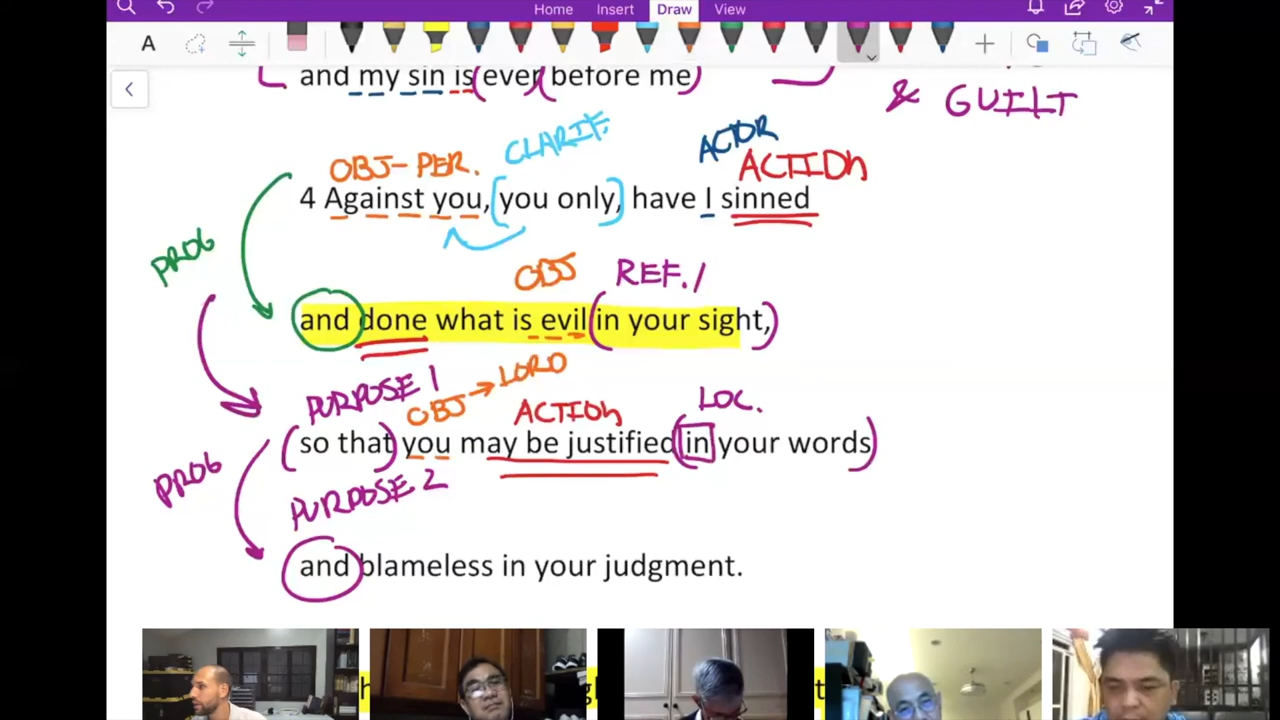 Home Insert Draw View
A
and my sin is (ever) (before me)
& GUILT
CLARIF.
ACTOR
OBJ-PER.
ACTION
4 Against you, (you only,) have I sinned
PROG
OBJ REF. /
and done what is evil (in your sight,)
PURPOSE 1 OBJ → LORD
ACTION LOC.
(so that) you may be justified (in your words)
PROG
PURPOSE 2
and blameless in your judgment.